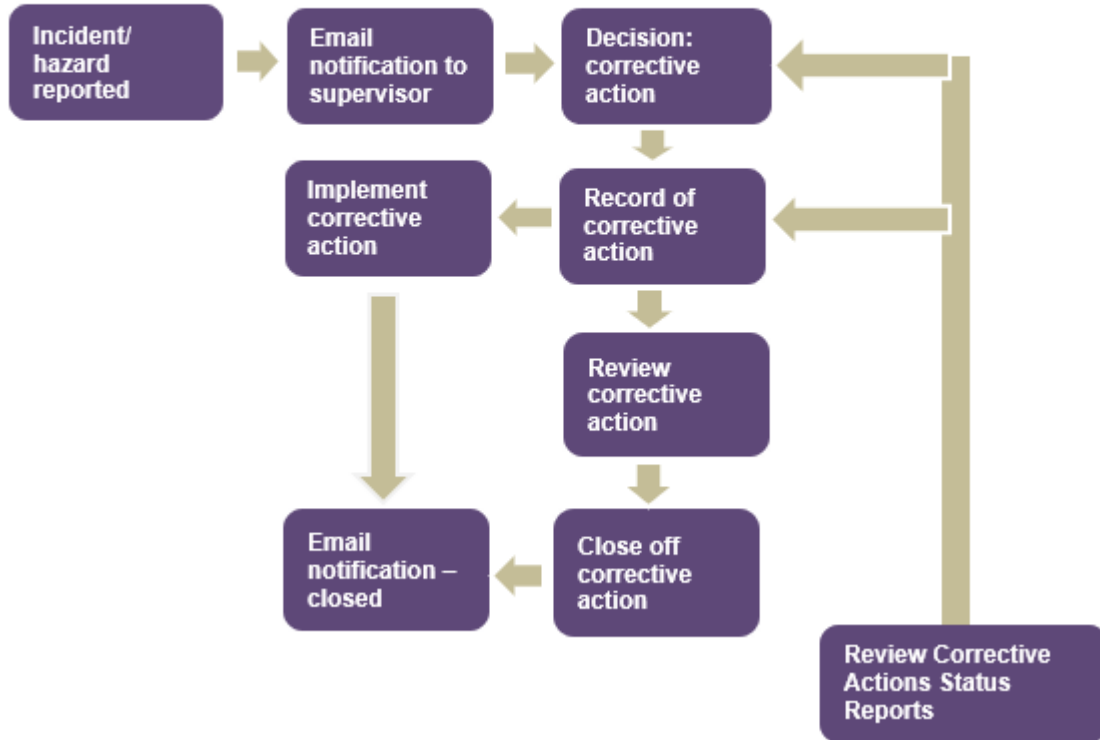 Incident/
hazard
reported
Email
notification to
supervisor
Decision:
corrective
action
Record of
corrective
action
Implement
corrective
action
Review
corrective
action
Close off
corrective
action
Email
notification –
closed
Review Corrective
Actions Status
Reports